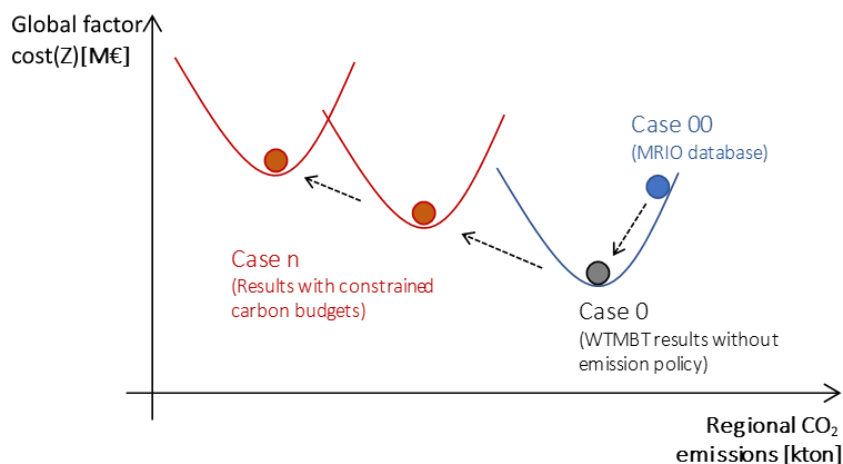 Global factor
cost(Z)[M€]
Case 00
(MRIO database)
Case n
(Results with constrained
carbon budgets)
Case 0
(WTMBT results without
emission policy)
Regional CO₂
emissions [kton]